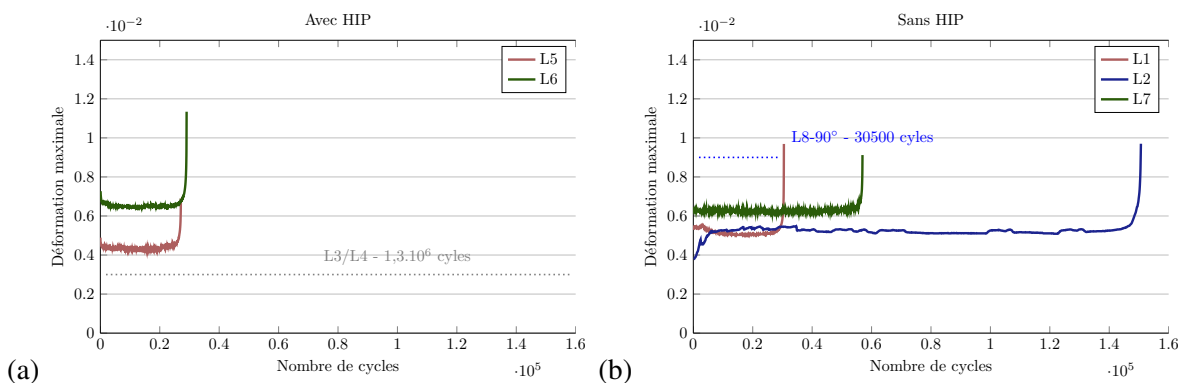 ·10⁻²
Avec HIP
1.4
1.2
1
0.8
0.6
0.4
0.2
0
Déformation maximale
L5
L6
L3/L4 - 1,3.10⁶ cyles
0
0.2
0.4
0.6
0.8
1
1.2
1.4
1.6
Nombre de cycles
·10⁵
(a)
·10⁻²
Sans HIP
1.4
1.2
1
0.8
0.6
0.4
0.2
0
Déformation maximale
L1
L2
L7
L8-90° - 30500 cyles
0
0.2
0.4
0.6
0.8
1
1.2
1.4
1.6
Nombre de cycles
·10⁵
(b)